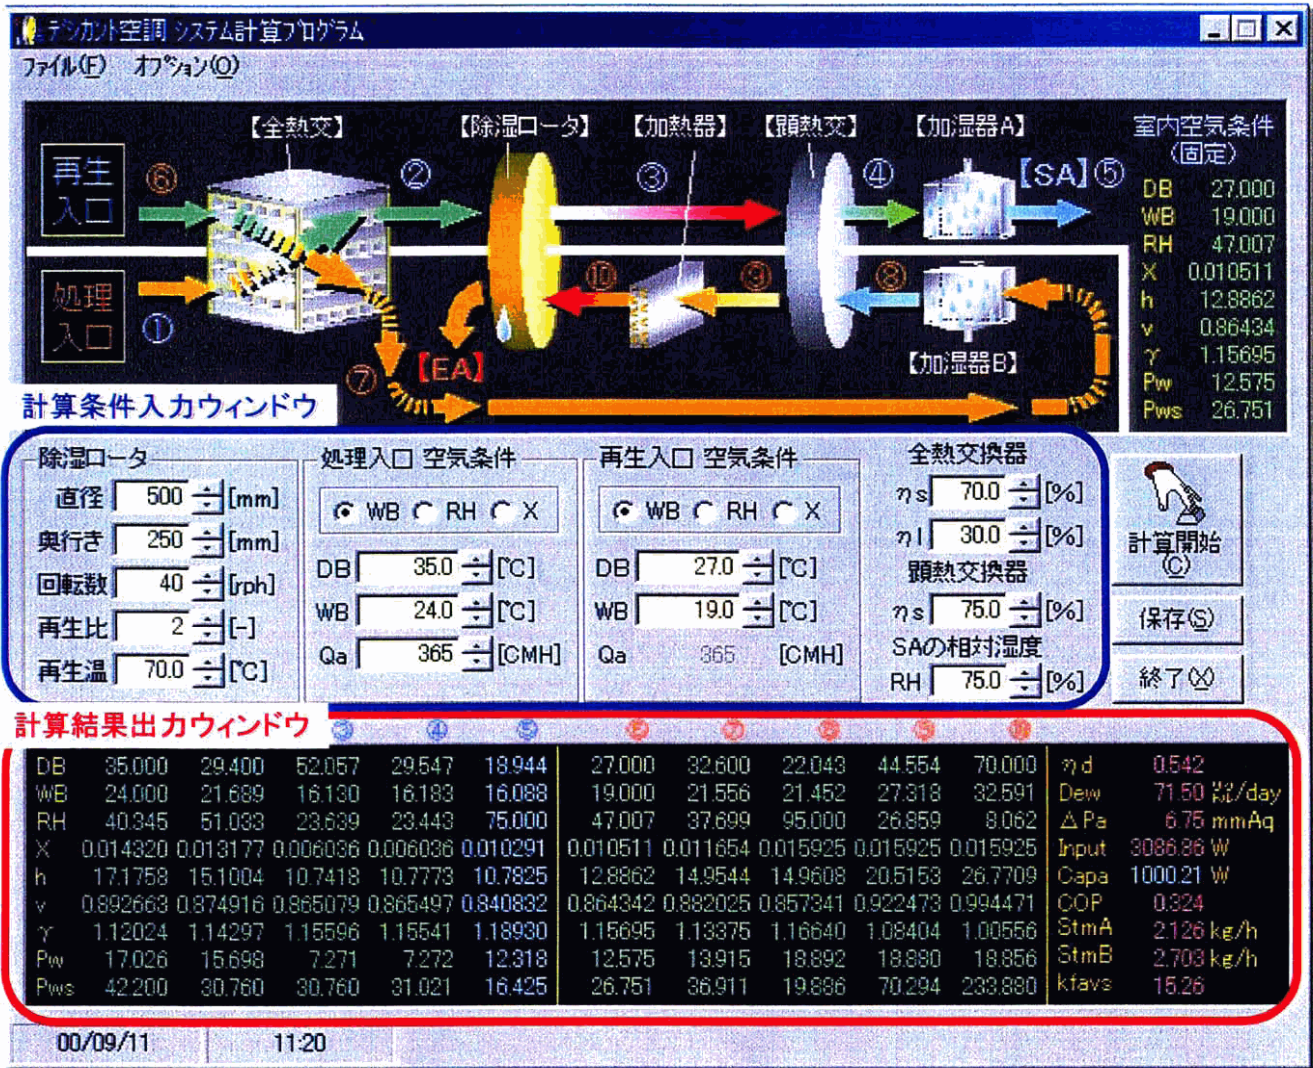 デシカント空調 システム計算プログラム
ファイル(F) オプション(O)
【全熱交】 【除湿ロータ】 【加熱器】 【顕熱交】 【加湿器A】 室内空気条件
(固定)
再生
入口
⑥ ② ③ ④ 【SA】⑤
DB 27.000
WB 19.000
RH 47.007
X 0.010511
h 12.8862
v 0.86434
γ 1.15695
Pw 12.575
Pws 26.751
処理
入口
① ⑩ ⑨ ⑧
⑦ 【EA】 【加湿器B】
計算条件入力ウィンドウ
除湿ロータ
直径 500 [mm]
奥行き 250 [mm]
回転数 40 [rph]
再生比 2 [-]
再生温 70.0 [℃]
処理入口 空気条件
WB RH X
DB 35.0 [℃]
WB 24.0 [℃]
Qa 365 [CMH]
再生入口 空気条件
WB RH X
DB 27.0 [℃]
WB 19.0 [℃]
Qa 365 [CMH]
全熱交換器
ηs 70.0 [%]
ηl 30.0 [%]
顕熱交換器
ηs 75.0 [%]
SAの相対湿度
RH 75.0 [%]
計算開始
(C)
保存(S)
終了(X)
計算結果出力ウィンドウ
③ ④ ⑤ ⑥ ⑦ ⑧ ⑨ ⑩
DB 35.000 29.400 52.057 29.547 18.944 27.000 32.600 22.043 44.554 70.000 ηd 0.542
WB 24.000 21.689 16.130 16.183 16.088 19.000 21.556 21.452 27.318 32.591 Dew 71.50 /day
RH 40.345 51.033 23.639 23.443 75.000 47.007 37.699 95.000 26.859 8.062 ΔPa 6.75 mmAq
X 0.014320 0.013177 0.006036 0.006036 0.010291 0.010511 0.011654 0.015925 0.015925 0.015925 Input 3086.86 W
h 17.1758 15.1004 10.7418 10.7773 10.7825 12.8862 14.9544 14.9608 20.5153 26.7709 Capa 1000.21 W
v 0.892663 0.874916 0.865079 0.865497 0.840832 0.864342 0.882025 0.857341 0.922473 0.994471 COP 0.324
γ 1.12024 1.14297 1.15596 1.15541 1.18930 1.15695 1.13375 1.16640 1.08404 1.00556 StmA 2.126 kg/h
Pw 17.026 15.698 7.271 7.272 12.318 12.575 13.915 18.892 18.880 18.856 StmB 2.703 kg/h
Pws 42.200 30.760 30.760 31.021 16.425 26.751 36.911 19.886 70.294 233.880 kfavs 15.26
00/09/11 11:20